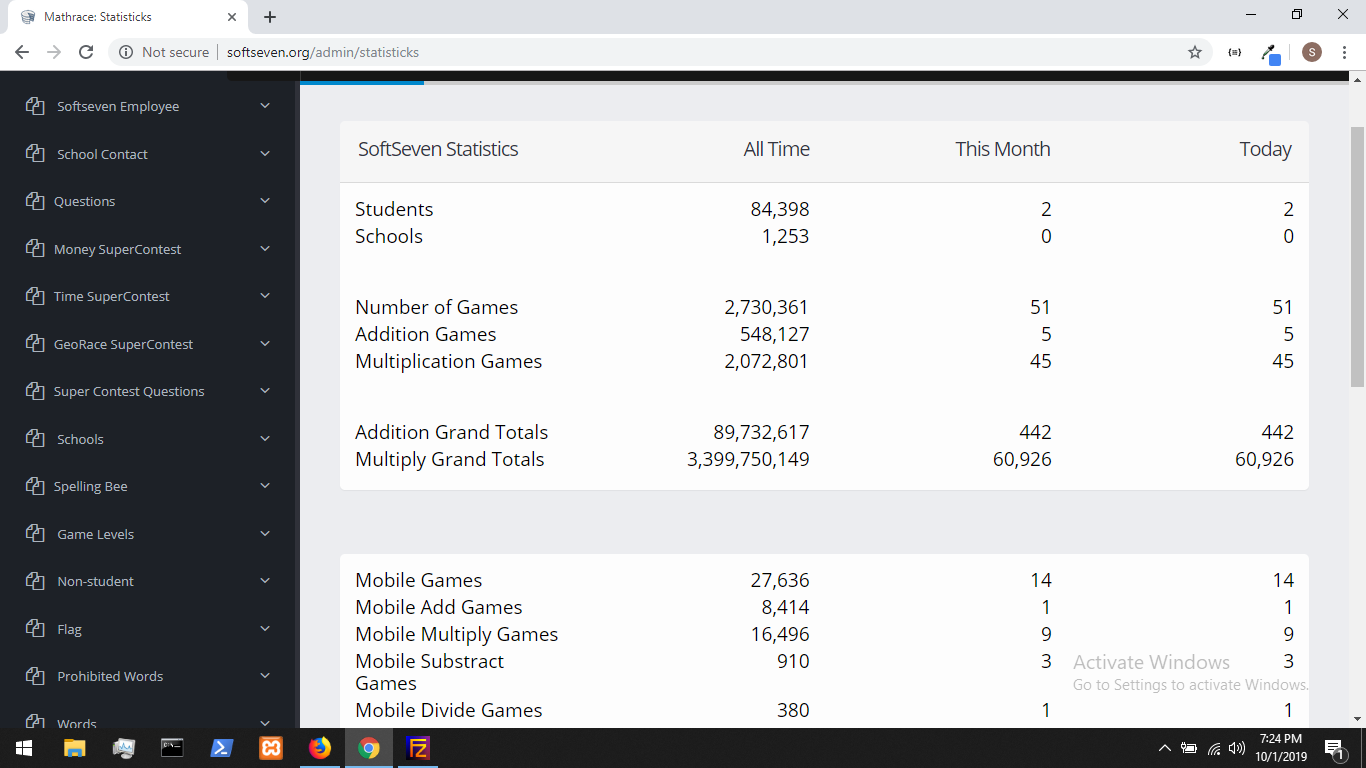 Mathrace: Statisticks
Not secure softseven.org/admin/statisticks S
Softseven Employee
School Contact
Questions
Money SuperContest
Time SuperContest
GeoRace SuperContest
Super Contest Questions
Schools
Spelling Bee
Game Levels
Non-student
Flag
Prohibited Words
Words
SoftSeven Statistics All Time This Month Today
Students 84,398 2 2
Schools 1,253 0 0
Number of Games 2,730,361 51 51
Addition Games 548,127 5 5
Multiplication Games 2,072,801 45 45
Addition Grand Totals 89,732,617 442 442
Multiply Grand Totals 3,399,750,149 60,926 60,926
Mobile Games 27,636 14 14
Mobile Add Games 8,414 1 1
Mobile Multiply Games 16,496 9 9
Mobile Substract 910 3 3
Games
Mobile Divide Games 380 1 1
Activate Windows
Go to Settings to activate Windows.
FZ
7:24 PM
10/1/2019
1